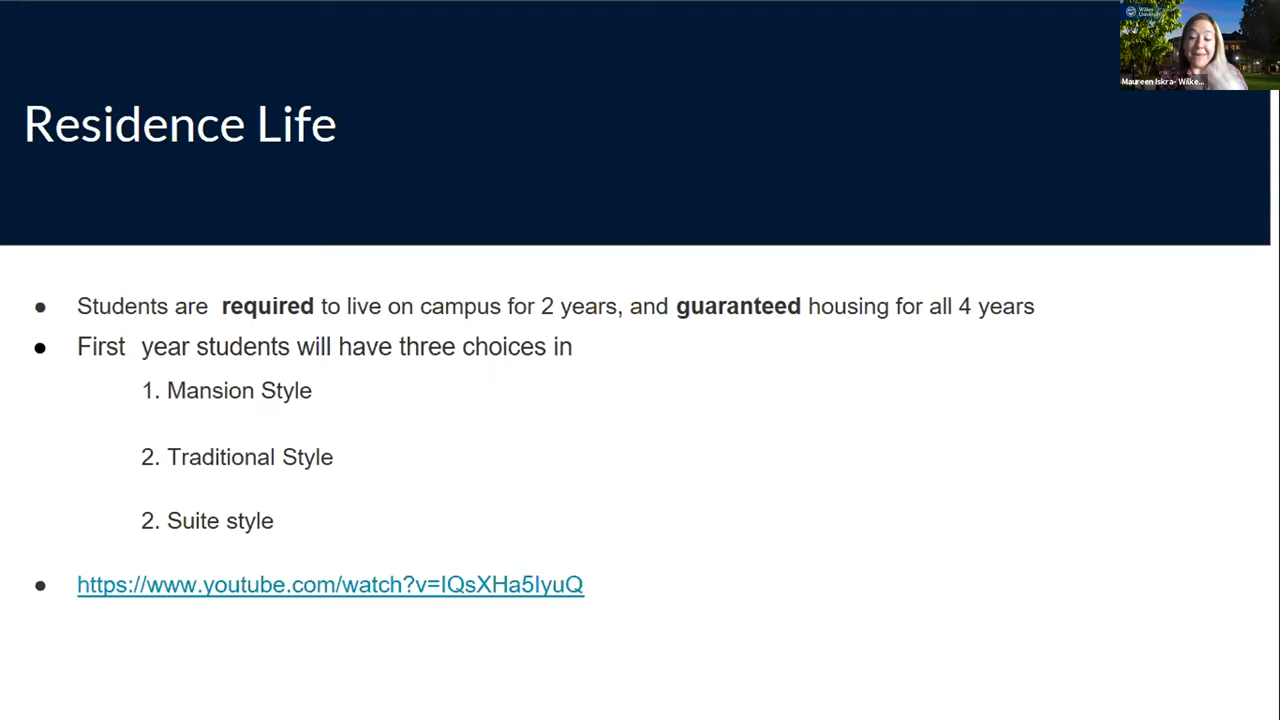 Wilkes
University
Maureen Iskra- Wilke...
Residence Life
● Students are required to live on campus for 2 years, and guaranteed housing for all 4 years
● First year students will have three choices in
1. Mansion Style
2. Traditional Style
2. Suite style
● https://www.youtube.com/watch?v=IQsXHa5IyuQ